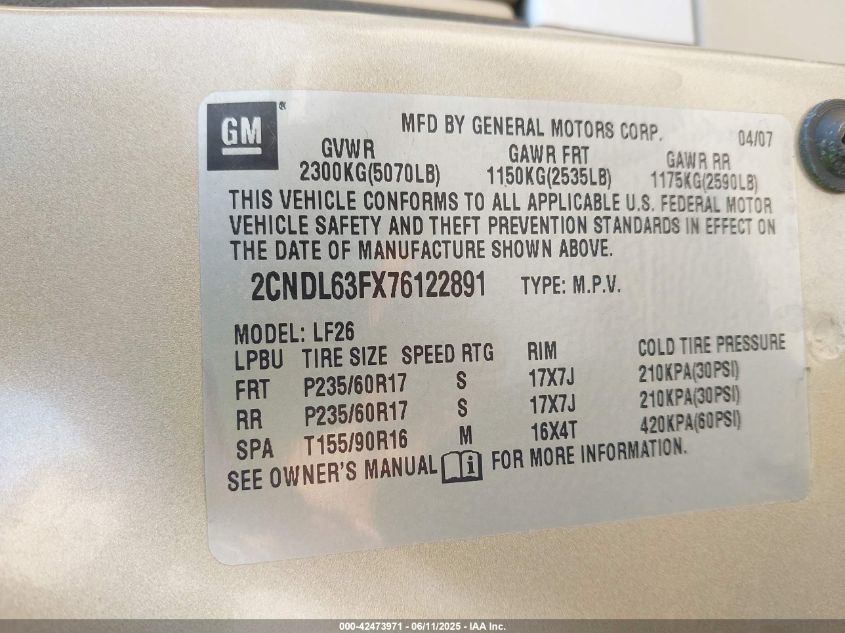 GM®
MFD BY GENERAL MOTORS CORP. 04/07
GVWR GAWR FRT GAWR RR
2300KG(5070LB) 1150KG(2535LB) 1175KG(2590LB)
THIS VEHICLE CONFORMS TO ALL APPLICABLE U.S. FEDERAL MOTOR
VEHICLE SAFETY AND THEFT PREVENTION STANDARDS IN EFFECT ON
THE DATE OF MANUFACTURE SHOWN ABOVE.
2CNDL63FX76122891 TYPE: M.P.V.
MODEL: LF26
LPBU TIRE SIZE SPEED RTG RIM COLD TIRE PRESSURE
FRT P235/60R17 S 17X7J 210KPA(30PSI)
RR P235/60R17 S 17X7J 210KPA(30PSI)
SPA T155/90R16 M 16X4T 420KPA(60PSI)
SEE OWNER'S MANUAL i FOR MORE INFORMATION.
000-42473971 - 06/11/2025 - IAA Inc.